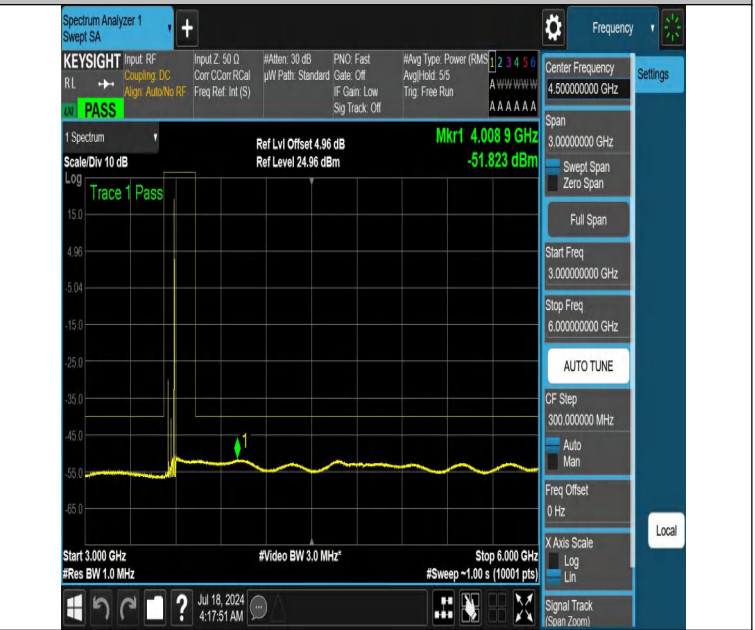 Spectrum Analyzer 1
Swept SA
+
Frequency
KEYSIGHT
RL
PASS
Input: RF
Coupling: DC
Align: Auto/No RF
Input Z: 50 Ω
Corr CCorr RCal
Freq Ref: Int (S)
#Atten: 30 dB
µW Path: Standard
PNO: Fast
Gate: Off
IF Gain: Low
Sig Track: Off
#Avg Type: Power (RMS
Avg|Hold: 5/5
Trig: Free Run
1 2 3 4 5 6
A W W W W W
A A A A A A
1 Spectrum
Scale/Div 10 dB
Ref Lvl Offset 4.96 dB
Ref Level 24.96 dBm
Mkr1 4.008 9 GHz
-51.823 dBm
Log
Trace 1 Pass
15.0
4.96
-5.04
-15.0
-25.0
-35.0
-45.0
-55.0
-65.0
1
Start 3.000 GHz
#Res BW 1.0 MHz
#Video BW 3.0 MHz*
Stop 6.000 GHz
#Sweep ~1.00 s (10001 pts)
Center Frequency
4.500000000 GHz
Span
3.00000000 GHz
Swept Span
Zero Span
Full Span
Start Freq
3.000000000 GHz
Stop Freq
6.000000000 GHz
AUTO TUNE
CF Step
300.000000 MHz
Auto
Man
Freq Offset
0 Hz
X Axis Scale
Log
Lin
Signal Track
(Span Zoom)
Settings
Local
?
Jul 18, 2024
4:17:51 AM